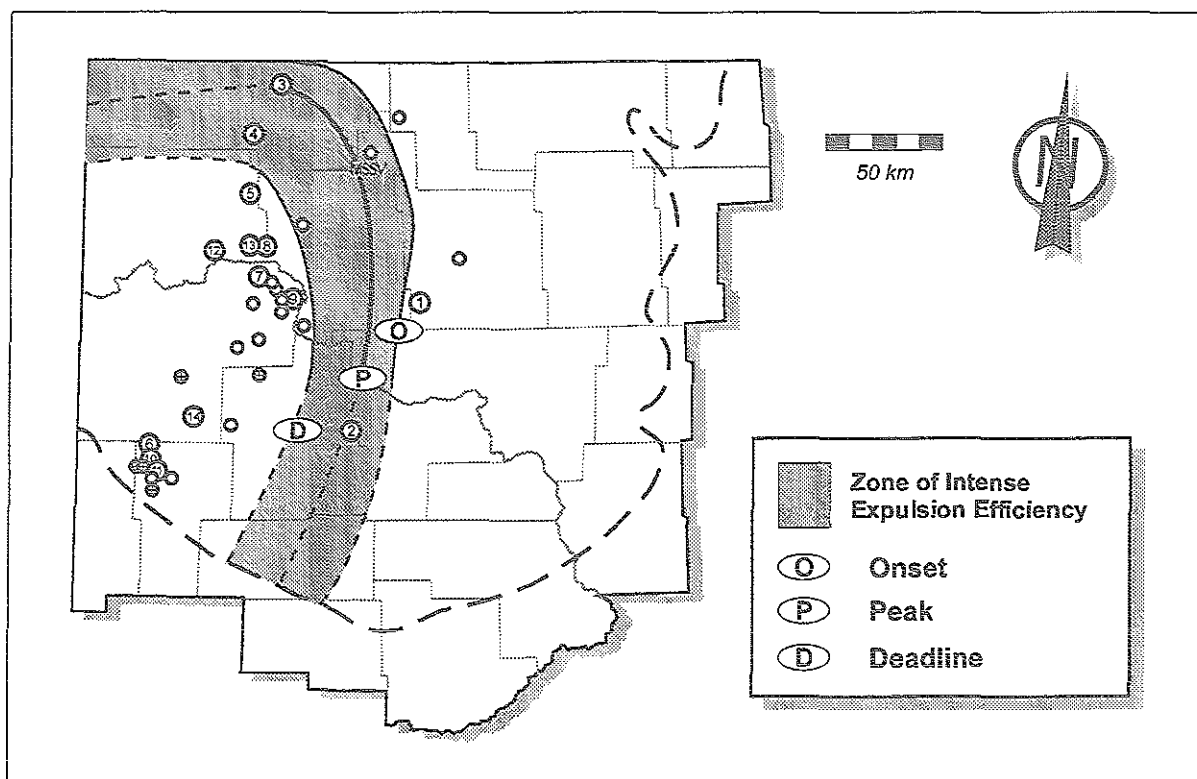 3
4
5
12
13
8
7
1
O
P
D
2
14
6
50 km
N
Zone of Intense
Expulsion Efficiency
O Onset
P Peak
D Deadline